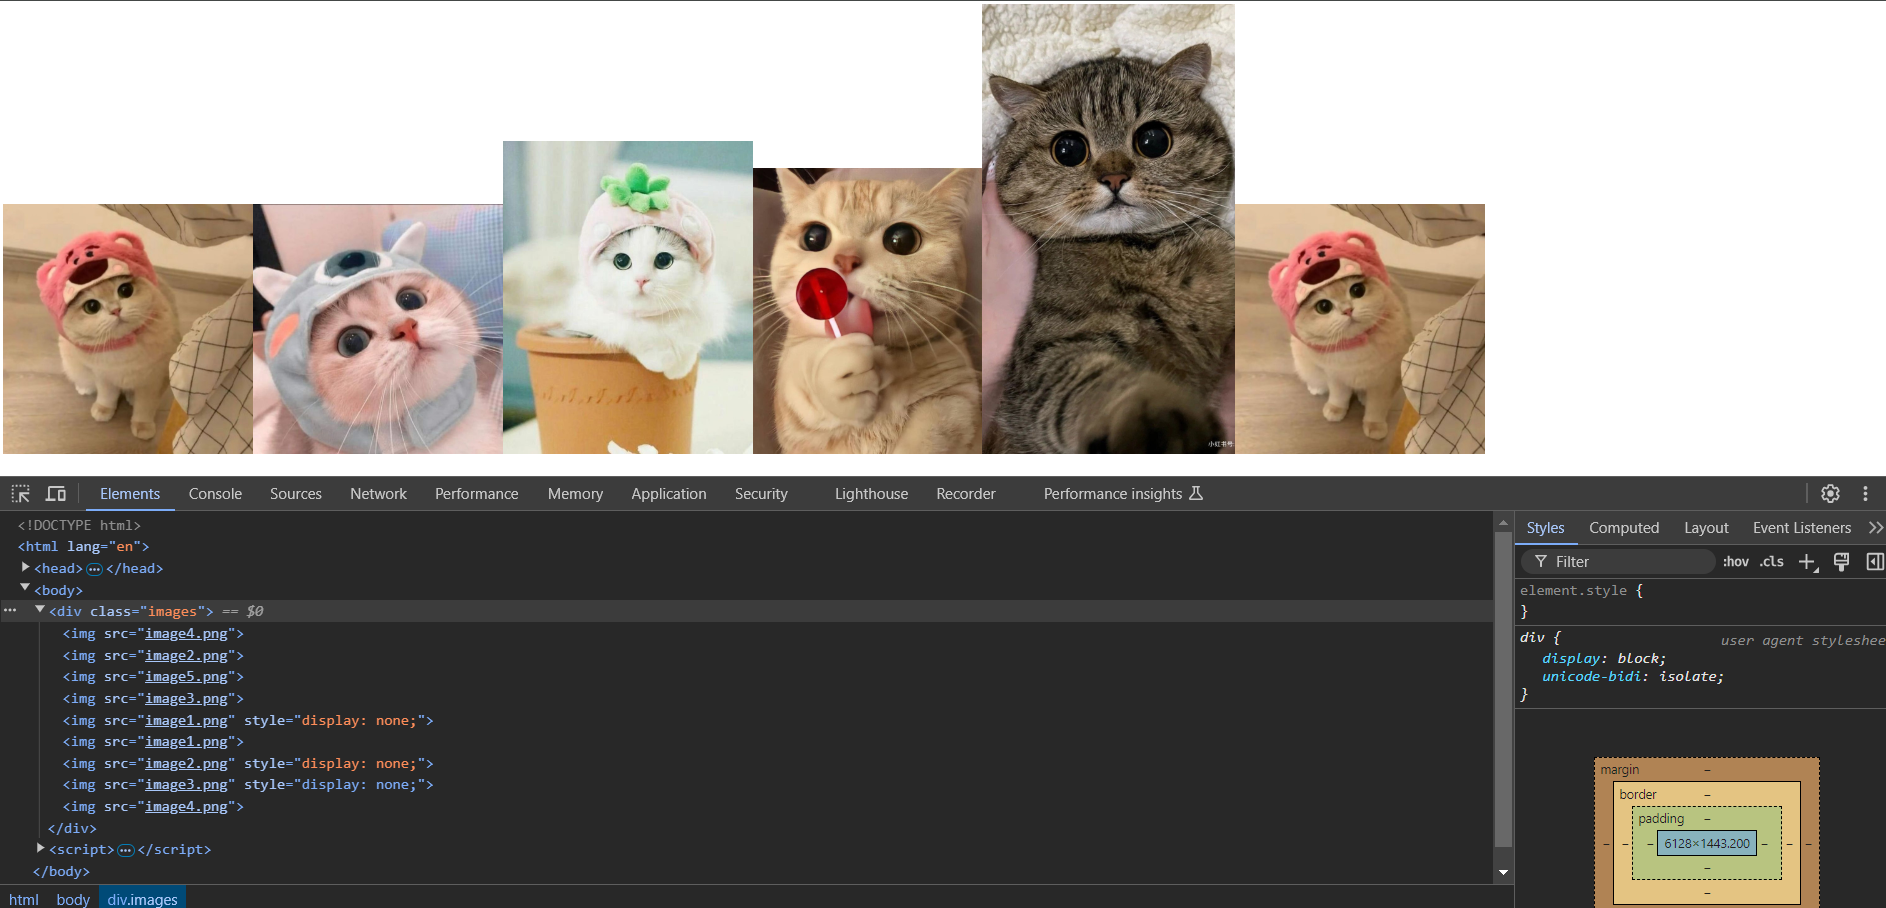 小红书号
Elements Console Sources Network Performance Memory Application Security Lighthouse Recorder Performance insights
<!DOCTYPE html>
<html lang="en">
<head> ••• </head>
<body>
••• <div class="images"> == $0
<img src="image4.png">
<img src="image2.png">
<img src="image5.png">
<img src="image3.png">
<img src="image1.png" style="display: none;">
<img src="image1.png">
<img src="image2.png" style="display: none;">
<img src="image3.png" style="display: none;">
<img src="image4.png">
</div>
<script> ••• </script>
</body>
html body div.images
Styles Computed Layout Event Listeners
Filter :hov .cls
element.style {
}
div { user agent styleshee
display: block;
unicode-bidi: isolate;
}
margin –
border –
padding –
– – – 6128×1443.200 – – –
–
–